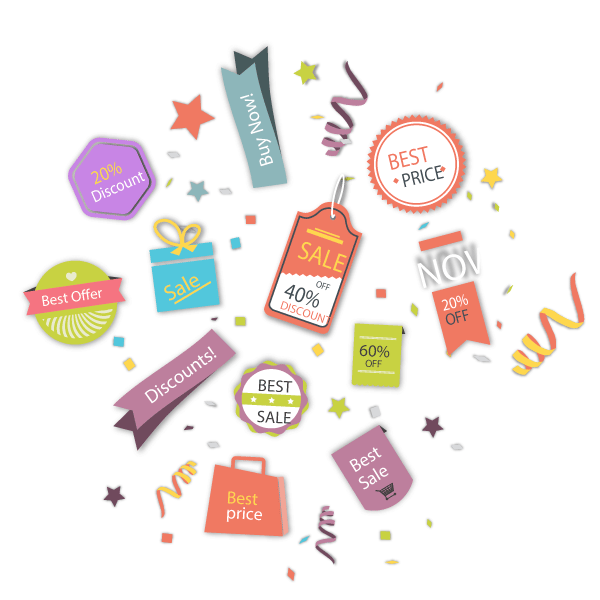 Buy Now!
BEST
PRICE
20%
Discount
SALE
OFF
40%
DISCOUNT
NOW
20%
OFF
Sale
Best Offer
60%
OFF
Discounts!
BEST
SALE
Best
Sale
Best
price